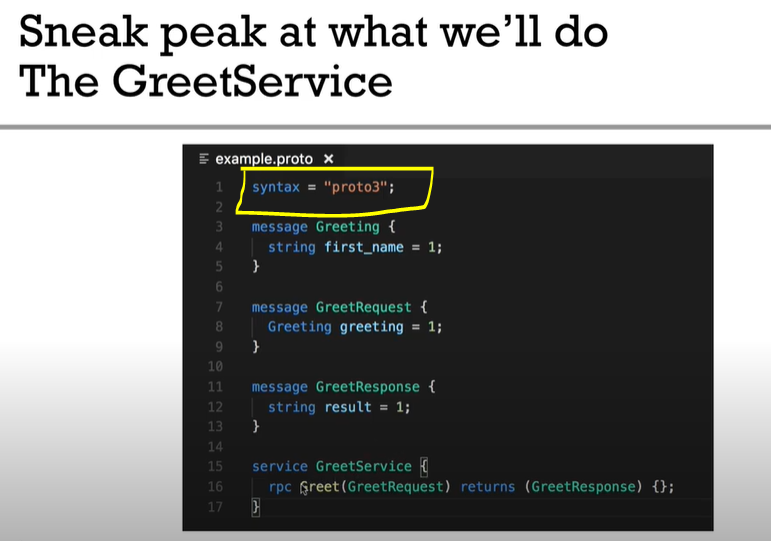 Sneak peak at what we’ll do
The GreetService
example.proto ×
1 syntax = "proto3";
2
3 message Greeting {
4 string first_name = 1;
5 }
6
7 message GreetRequest {
8 Greeting greeting = 1;
9 }
10
11 message GreetResponse {
12 string result = 1;
13 }
14
15 service GreetService {
16 rpc Greet(GreetRequest) returns (GreetResponse) {};
17 }